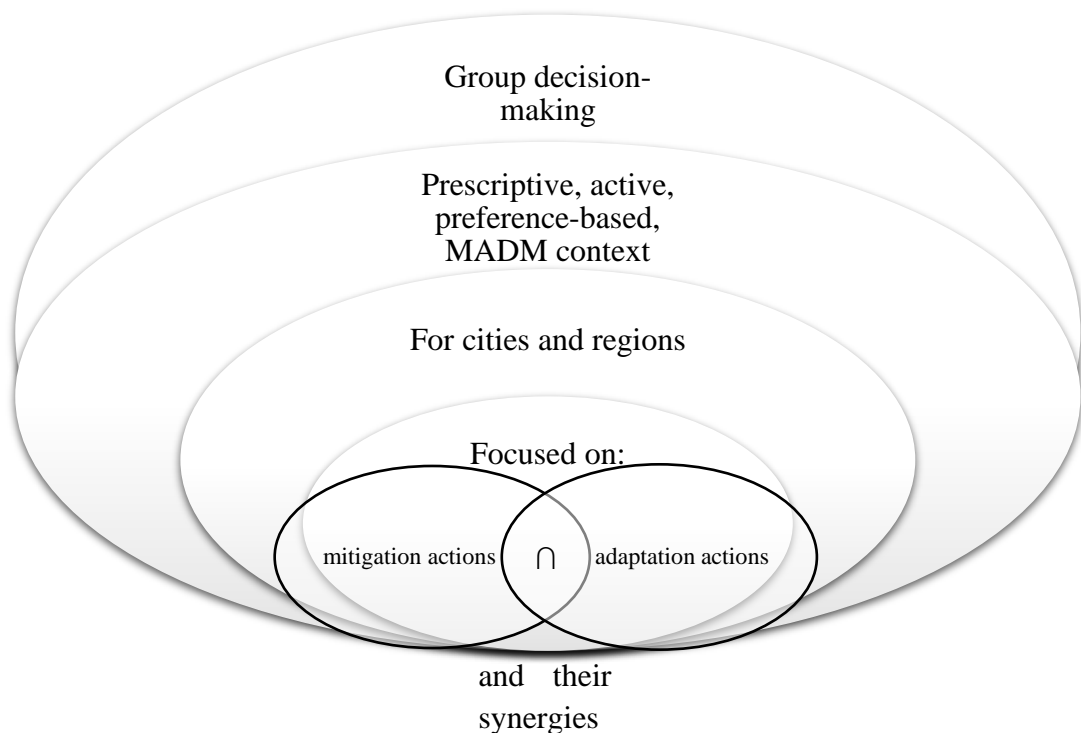 Group decision-
making
Prescriptive, active,
preference-based,
MADM context
For cities and regions
Focused on:
mitigation actions ∩ adaptation actions
and their
synergies